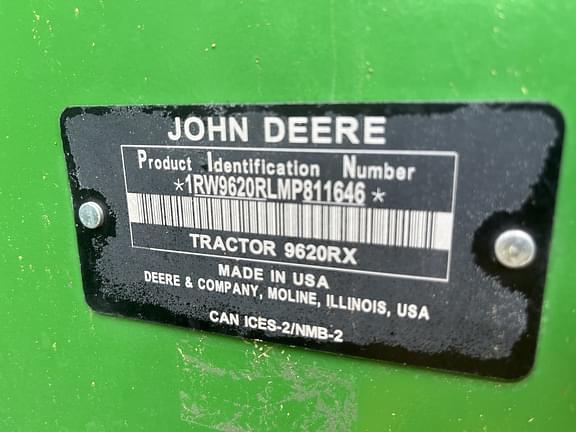 JOHN DEERE
Product Identification Number
*1RW9620RLMP811646*
TRACTOR 9620RX
MADE IN USA
DEERE & COMPANY, MOLINE, ILLINOIS, USA
CAN ICES-2/NMB-2